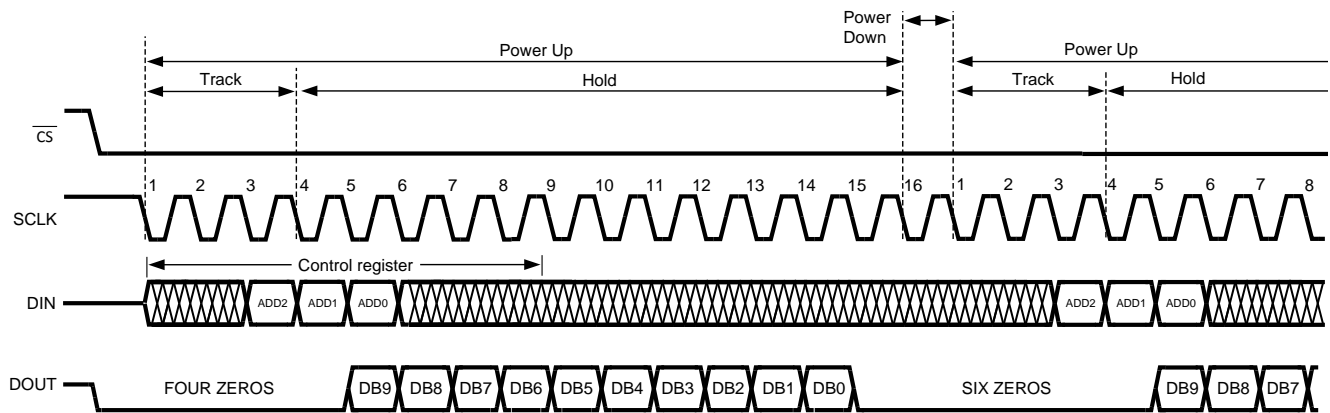 Power Down
Power Up
Power Up
Track
Hold
Track
Hold
CS
1 2 3 4 5 6 7 8 9 10 11 12 13 14 15 16 1 2 3 4 5 6 7 8
SCLK
Control register
DIN
ADD2 ADD1 ADD0 ADD2 ADD1 ADD0
DOUT
FOUR ZEROS DB9 DB8 DB7 DB6 DB5 DB4 DB3 DB2 DB1 DB0 SIX ZEROS DB9 DB8 DB7